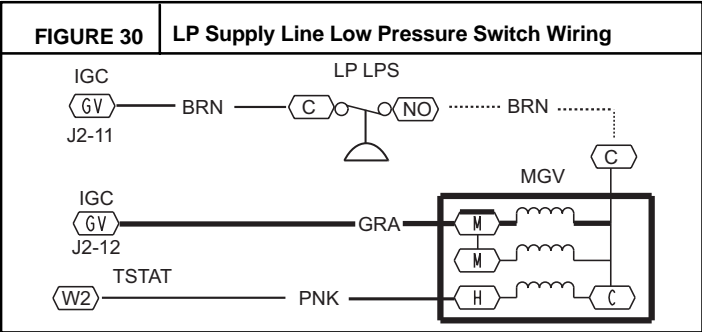 FIGURE 30 LP Supply Line Low Pressure Switch Wiring
IGC LP LPS
GV BRN C NO BRN
J2-11
C
MGV
IGC
GV GRA M
J2-12
M
TSTAT
W2 PNK H C